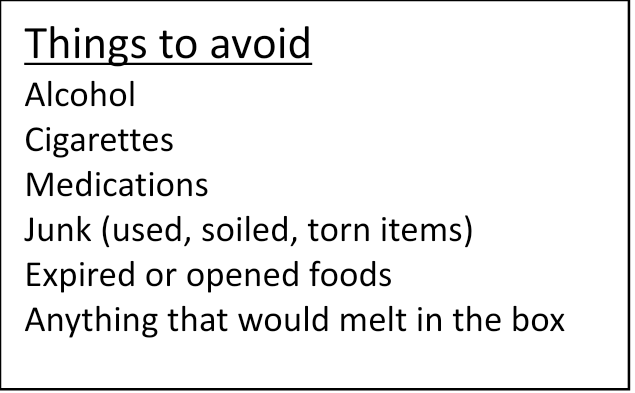 Things to avoid
Alcohol
Cigarettes
Medications
Junk (used, soiled, torn items)
Expired or opened foods
Anything that would melt in the box